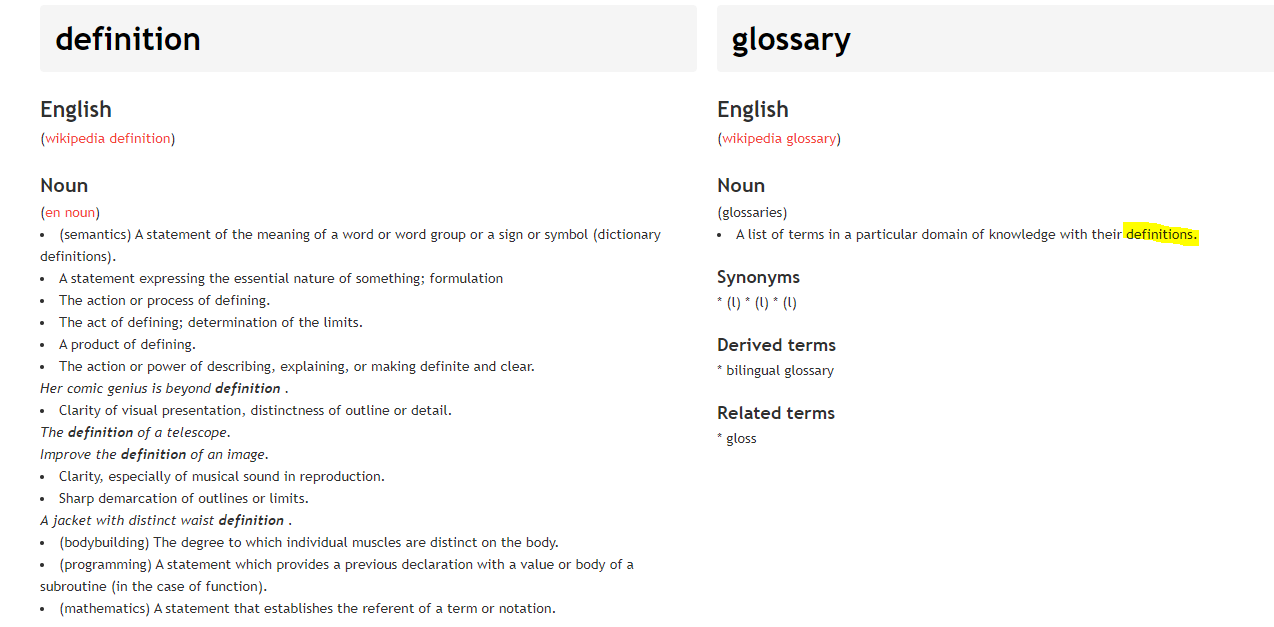 definition
English
(wikipedia definition)
Noun
(en noun)
• (semantics) A statement of the meaning of a word or word group or a sign or symbol (dictionary
definitions).
• A statement expressing the essential nature of something; formulation
• The action or process of defining.
• The act of defining; determination of the limits.
• A product of defining.
• The action or power of describing, explaining, or making definite and clear.
Her comic genius is beyond definition .
• Clarity of visual presentation, distinctness of outline or detail.
The definition of a telescope.
Improve the definition of an image.
• Clarity, especially of musical sound in reproduction.
• Sharp demarcation of outlines or limits.
A jacket with distinct waist definition .
• (bodybuilding) The degree to which individual muscles are distinct on the body.
• (programming) A statement which provides a previous declaration with a value or body of a
subroutine (in the case of function).
• (mathematics) A statement that establishes the referent of a term or notation.
glossary
English
(wikipedia glossary)
Noun
(glossaries)
• A list of terms in a particular domain of knowledge with their definitions.
Synonyms
* (l) * (l) * (l)
Derived terms
* bilingual glossary
Related terms
* gloss